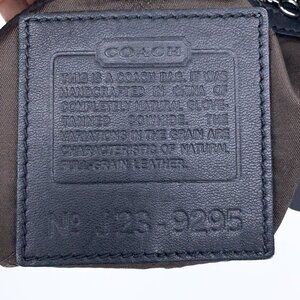 COACH
THIS IS A COACH BAG. IT WAS
HANDCRAFTED IN CHINA OF
COMPLETELY NATURAL GLOVE
TANNED COWHIDE. THE
VARIATIONS IN THE GRAIN ARE
CHARACTERISTIC OF NATURAL
FULL-GRAIN LEATHER.
Nº J2S-9295